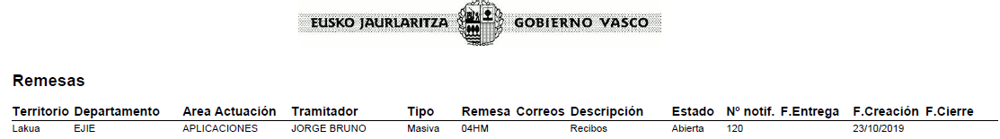 EUSKO JAURLARITZA GOBIERNO VASCO
Remesas
Territorio Departamento Area Actuación Tramitador Tipo Remesa Correos Descripción Estado Nº notif. F.Entrega F.Creación F.Cierre
Lakua EJIE APLICACIONES JORGE BRUNO Masiva 04HM Recibos Abierta 120 23/10/2019